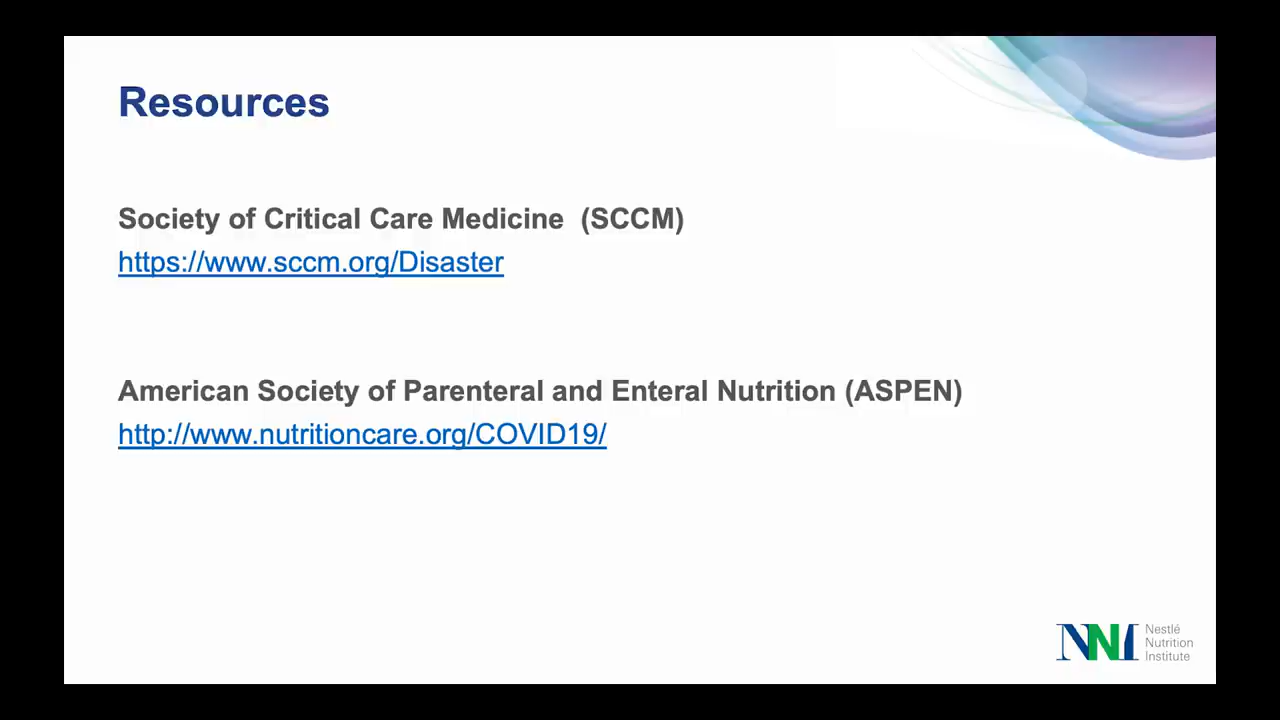 Resources
Society of Critical Care Medicine  (SCCM)
https://www.sccm.org/Disaster
American Society of Parenteral and Enteral Nutrition (ASPEN)
http://www.nutritioncare.org/COVID19/
NNI
Nestlé
Nutrition
Institute